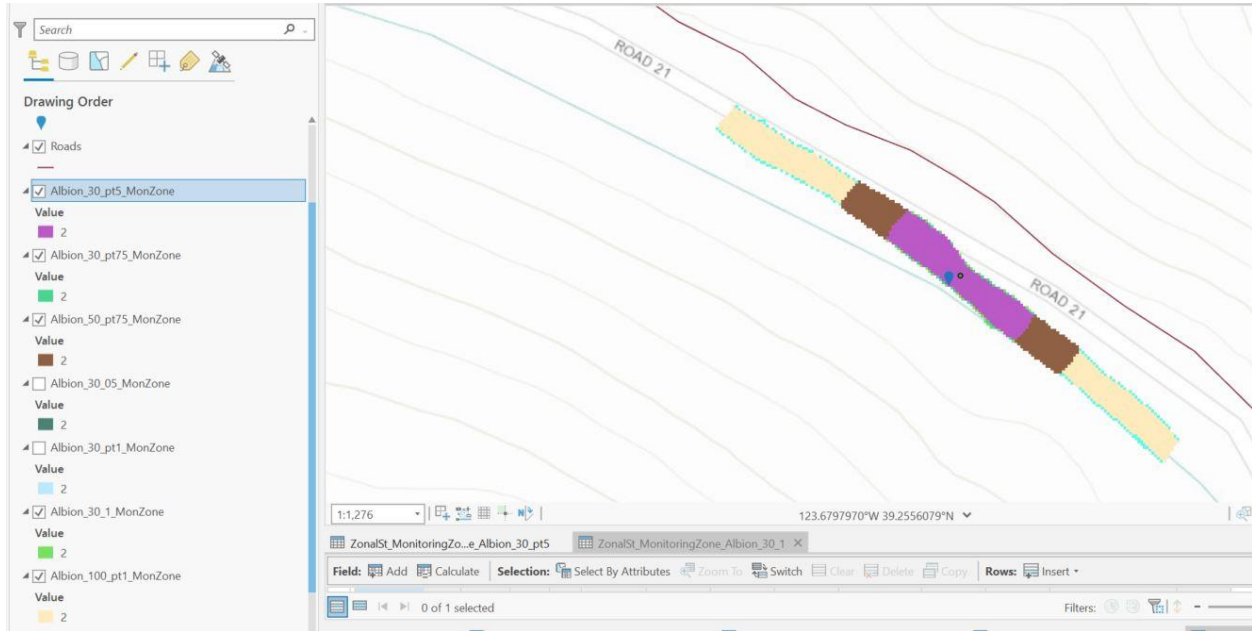 Search
Drawing Order
Roads
Albion_30_pt5_MonZone
Value
2
Albion_30_pt75_MonZone
Value
2
Albion_50_pt75_MonZone
Value
2
Albion_30_05_MonZone
Value
2
Albion_30_pt1_MonZone
Value
2
Albion_30_1_MonZone
Value
2
Albion_100_pt1_MonZone
Value
2
ROAD 21
ROAD 21
1:1,276
123.6797970°W 39.2556079°N
ZonalSt_MonitoringZo...e_Albion_30_pt5 ZonalSt_MonitoringZone_Albion_30_1
Field: Add Calculate Selection: Select By Attributes Zoom To Switch Clear Delete Copy Rows: Insert
0 of 1 selected Filters: